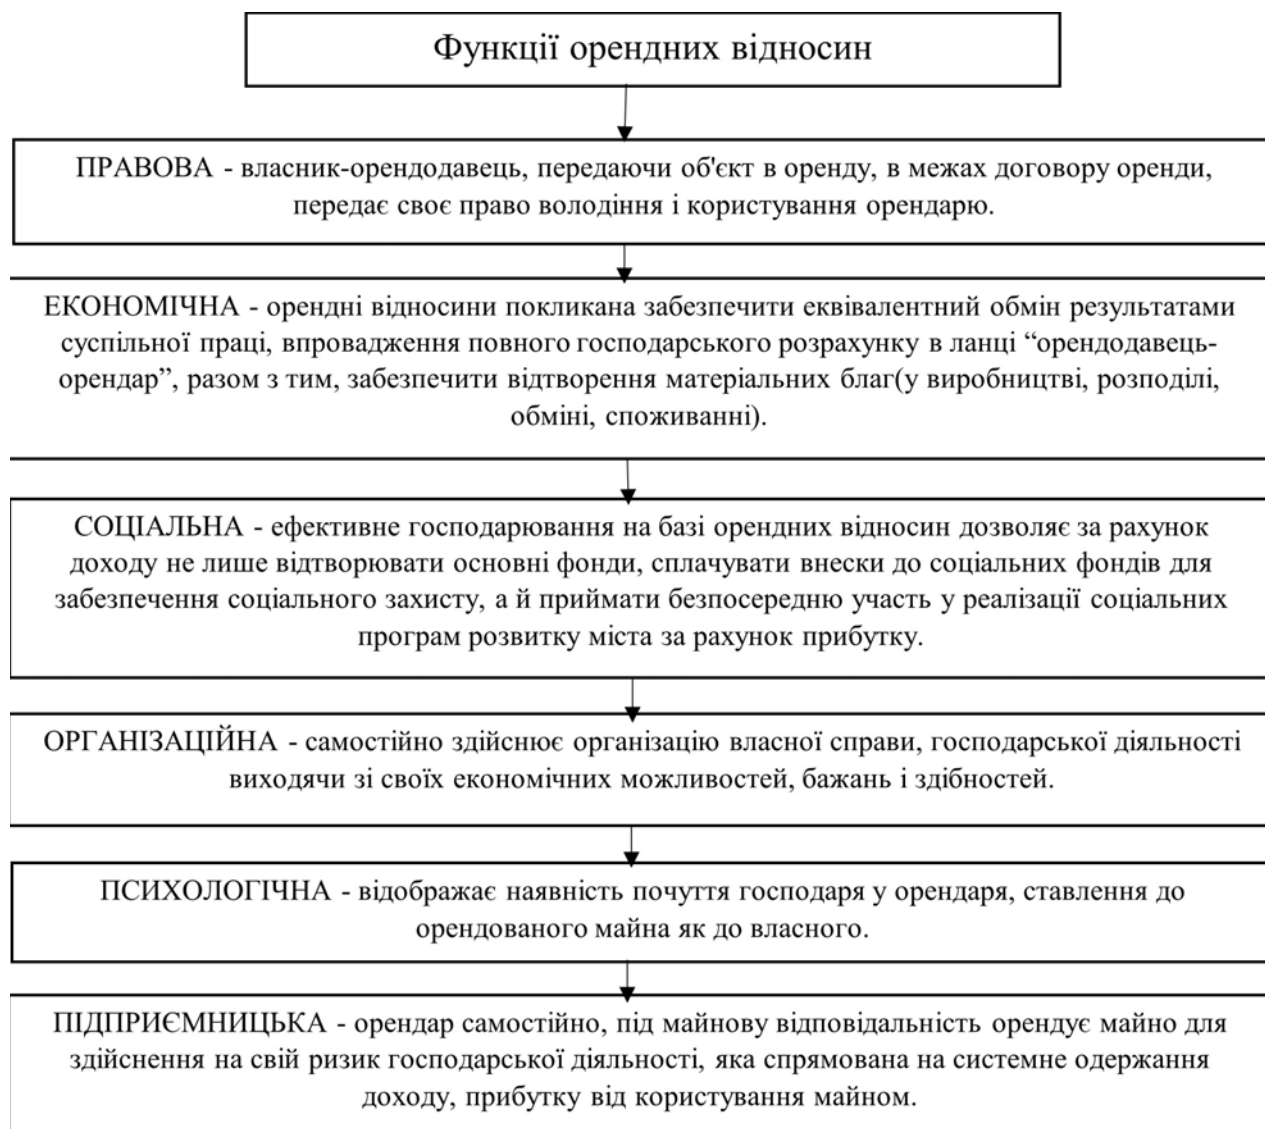 Функції орендних відносин
ПРАВОВА - власник-орендодавець, передаючи об'єкт в оренду, в межах договору оренди,
передає своє право володіння і користування орендарю.
ЕКОНОМІЧНА - орендні відносини покликана забезпечити еквівалентний обмін результатами
суспільної праці, впровадження повного господарського розрахунку в ланці “орендодавець-
орендар”, разом з тим, забезпечити відтворення матеріальних благ(у виробництві, розподілі,
обміні, споживанні).
СОЦІАЛЬНА - ефективне господарювання на базі орендних відносин дозволяє за рахунок
доходу не лише відтворювати основні фонди, сплачувати внески до соціальних фондів для
забезпечення соціального захисту, а й приймати безпосередню участь у реалізації соціальних
програм розвитку міста за рахунок прибутку.
ОРГАНІЗАЦІЙНА - самостійно здійснює організацію власної справи, господарської діяльності
виходячи зі своїх економічних можливостей, бажань і здібностей.
ПСИХОЛОГІЧНА - відображає наявність почуття господаря у орендаря, ставлення до
орендованого майна як до власного.
ПІДПРИЄМНИЦЬКА - орендар самостійно, під майнову відповідальність орендує майно для
здійснення на свій ризик господарської діяльності, яка спрямована на системне одержання
доходу, прибутку від користування майном.